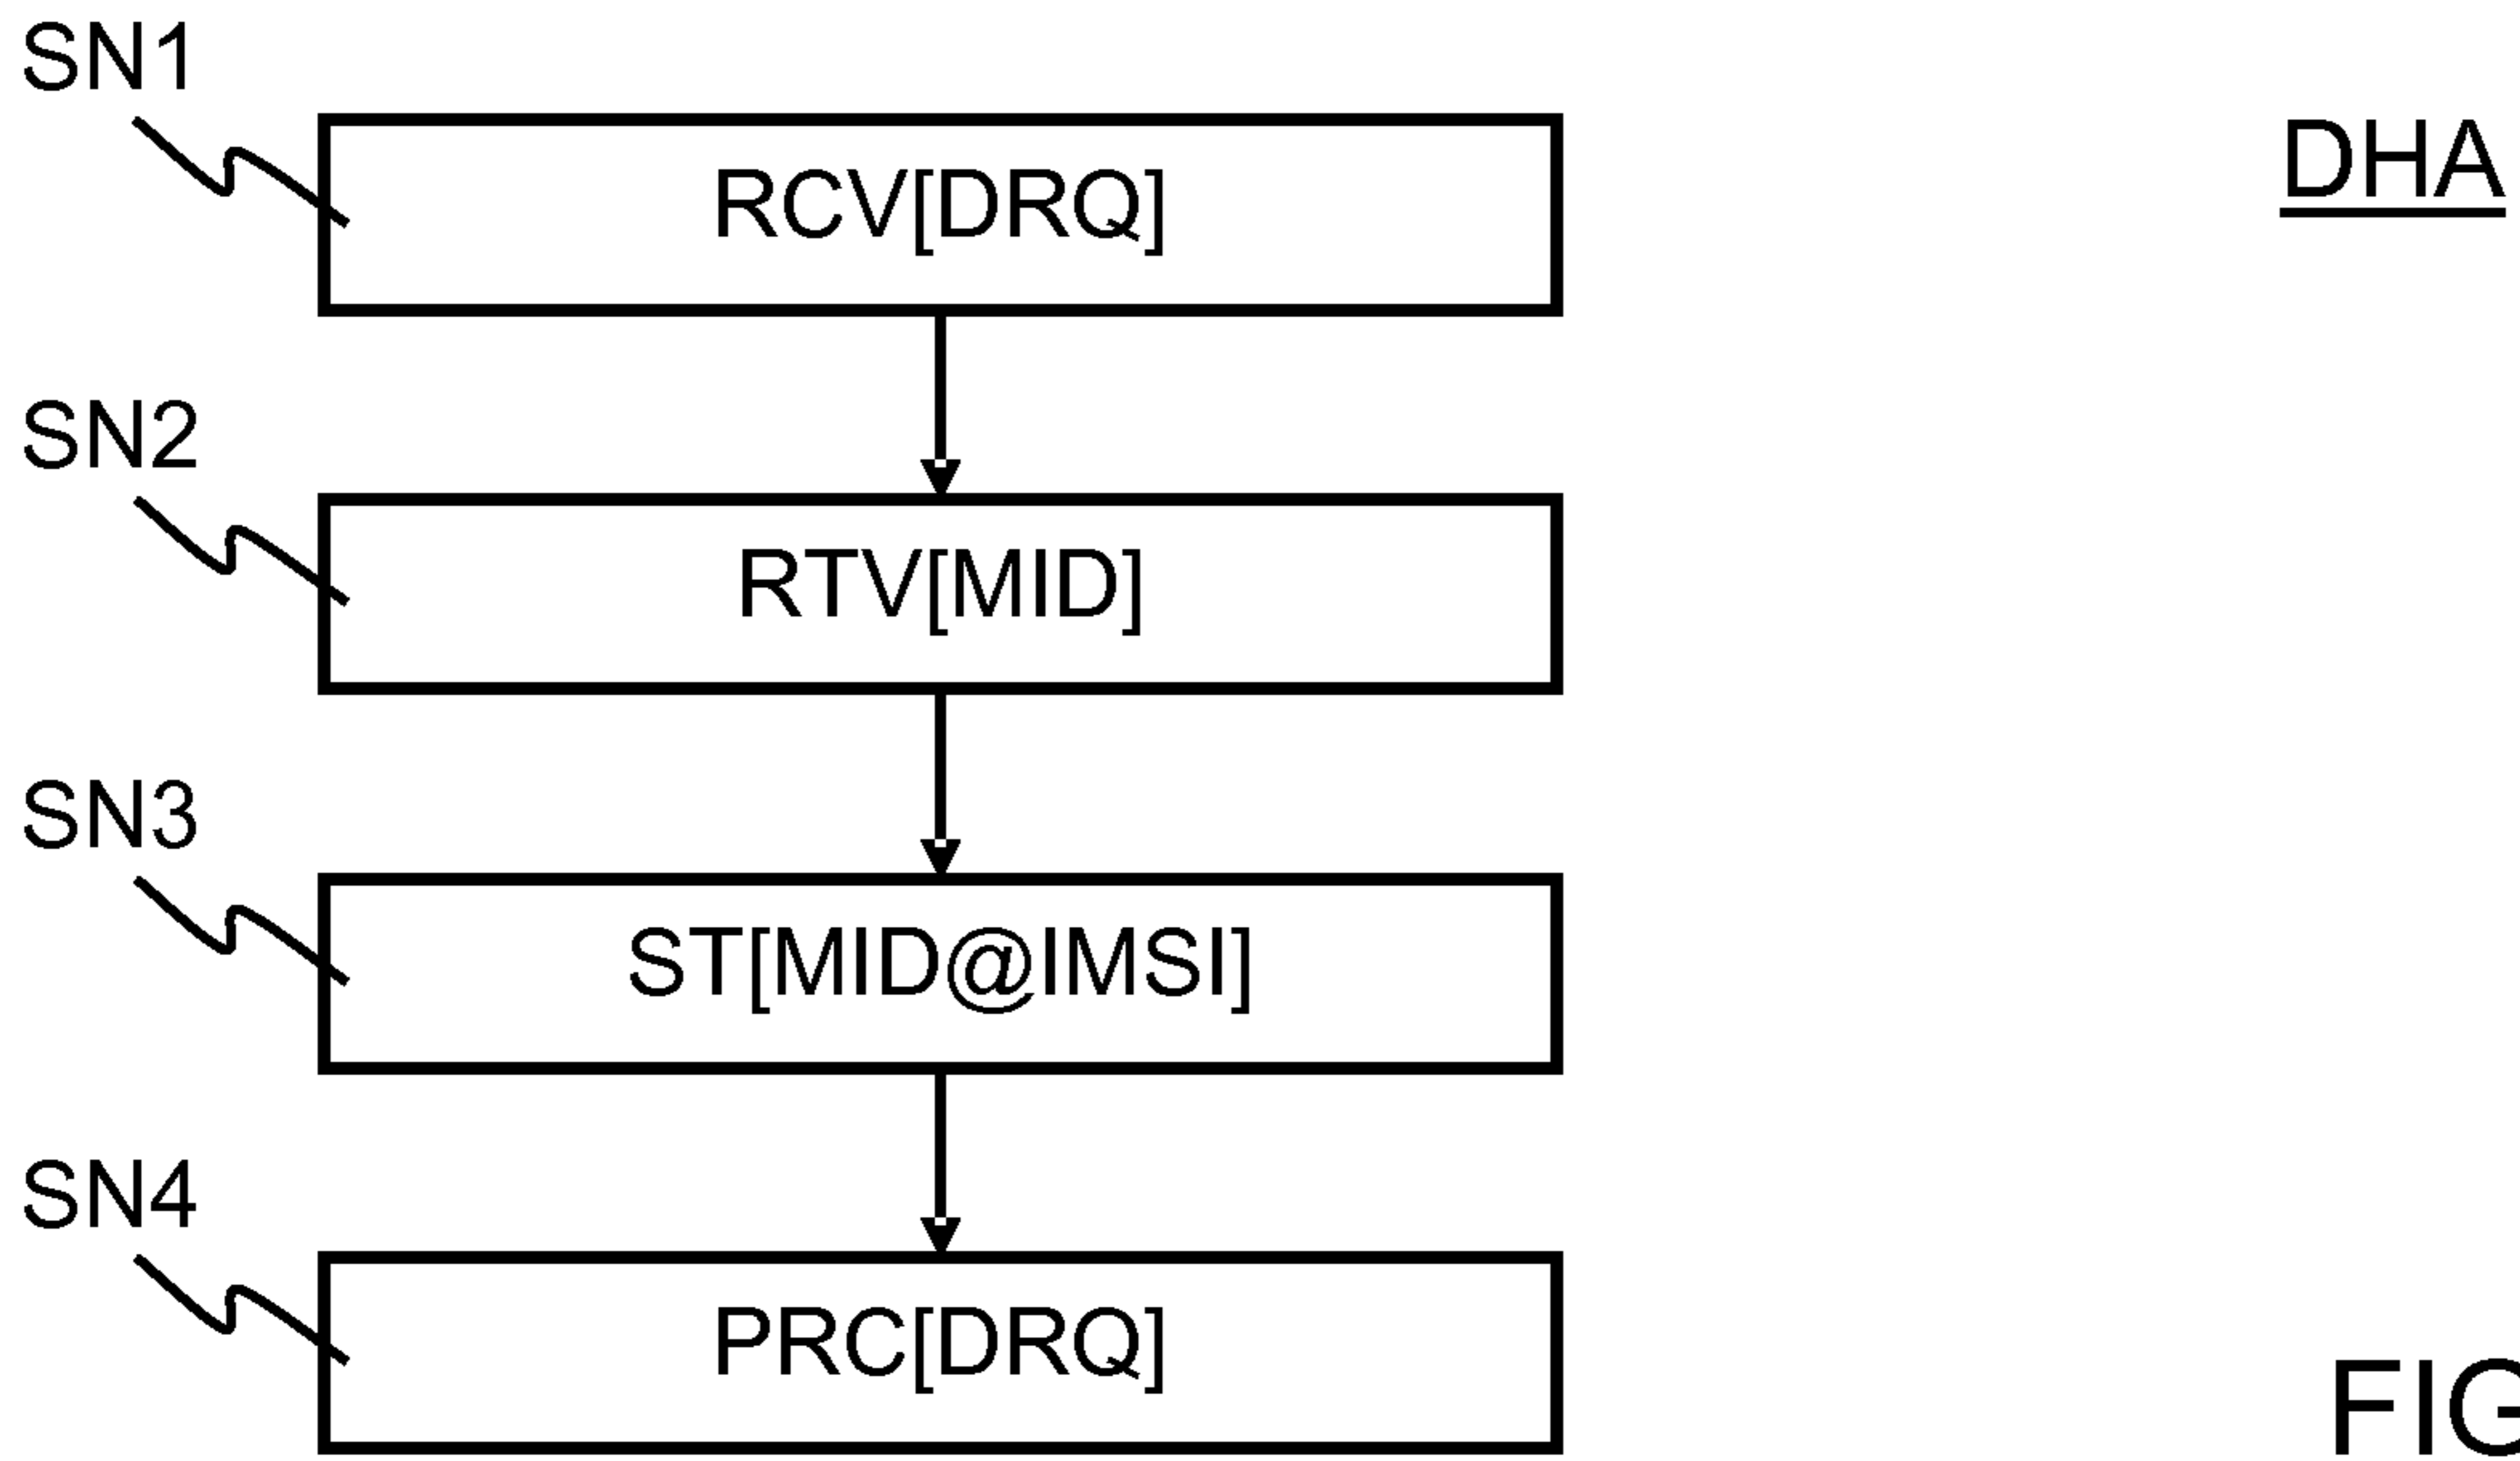 SN1
DHA
RCV[DRQ]
SN2
RTV[MID]
SN3
ST[MID@IMSI]
SN4
PRC[DRQ]
FIG